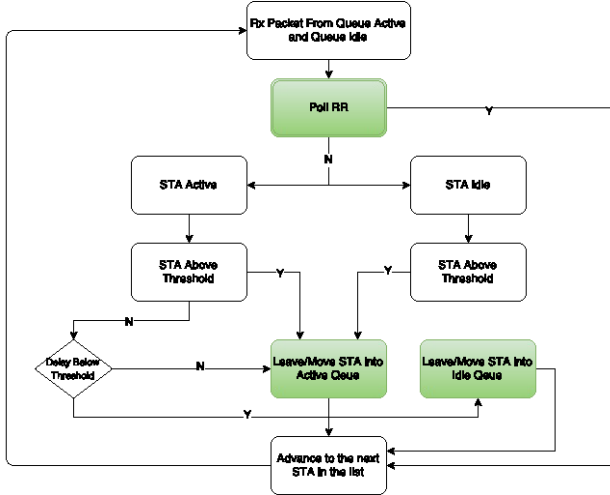 Rx Packet From Queue Active
and Queue Idle
Poll RR
Y
N
STA Active
STA Idle
STA Above
Threshold
STA Above
Threshold
Y
Y
N
Delay Below
Threshold
N
Leave/Move STA Into
Active Qeue
Leave/Move STA Into
Idle Qeue
Y
Advance to the next
STA in the list